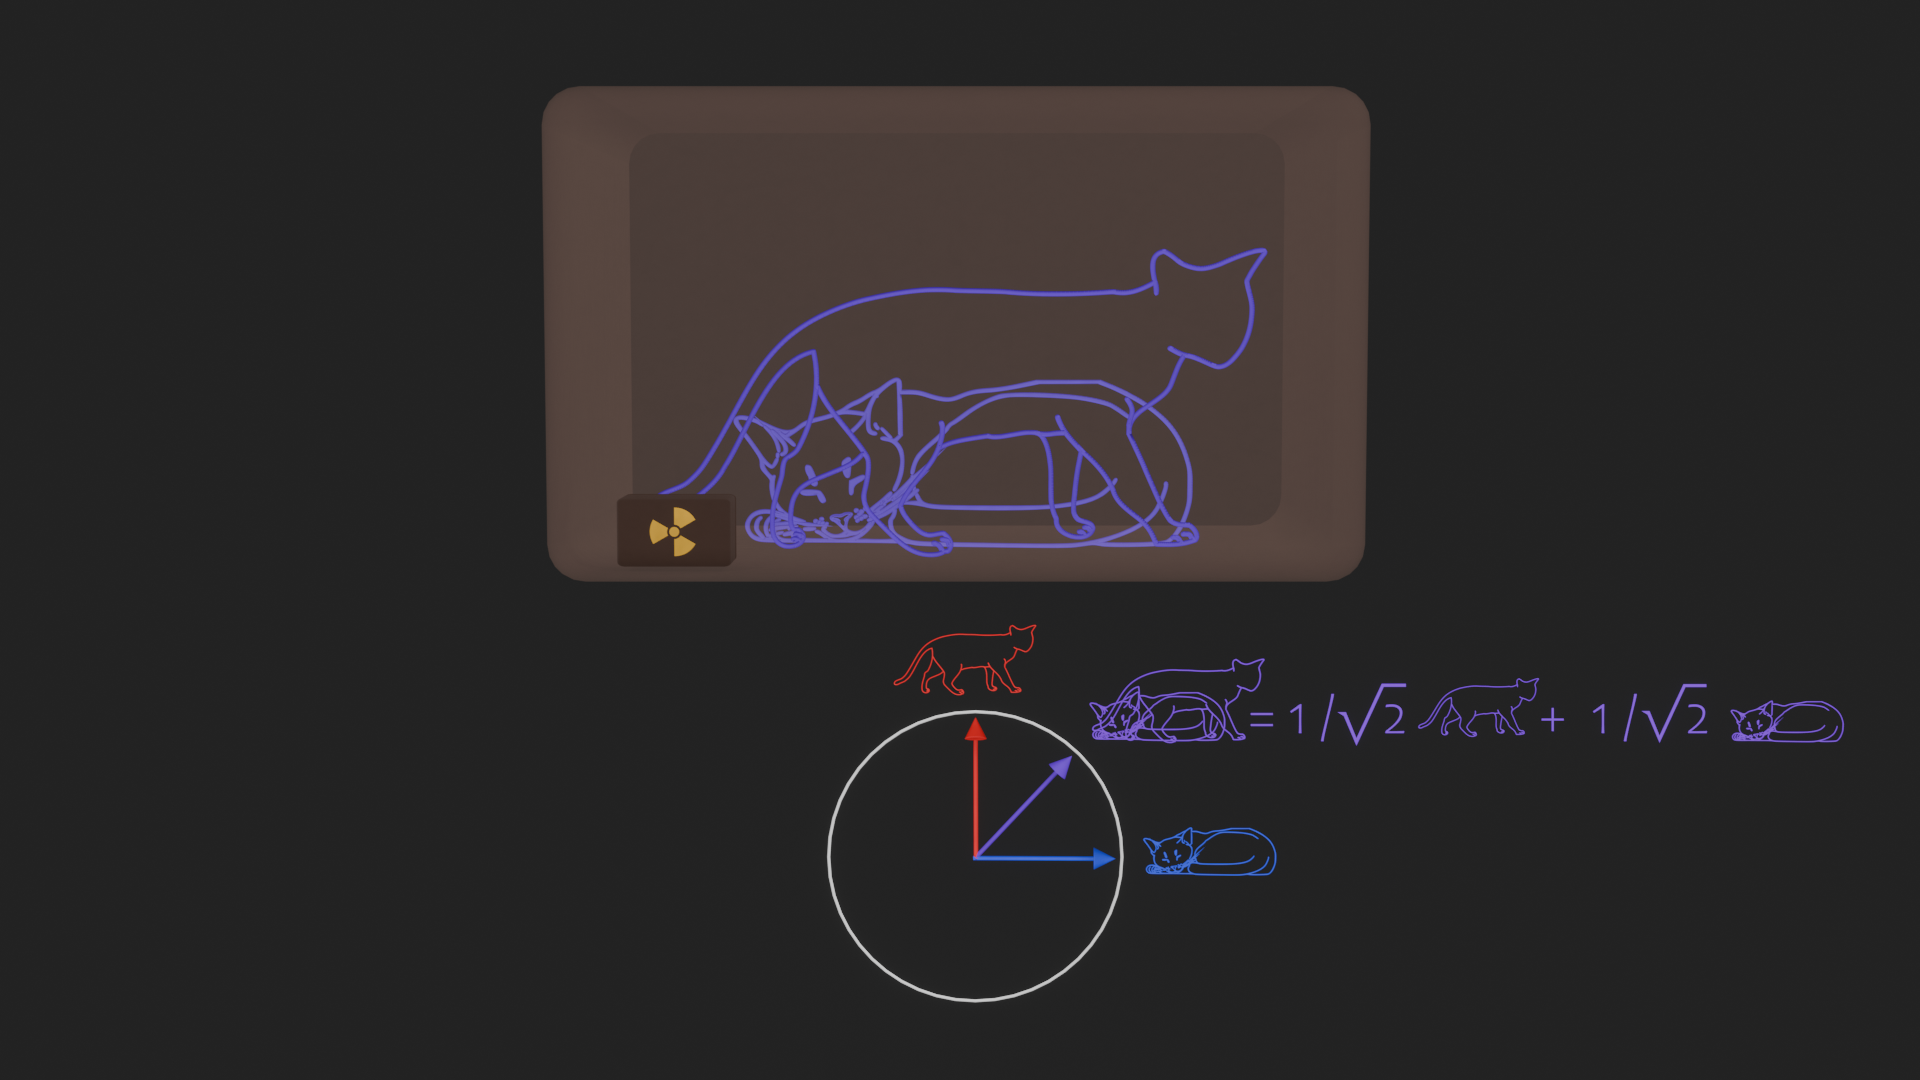 = 1/√2 + 1/√2